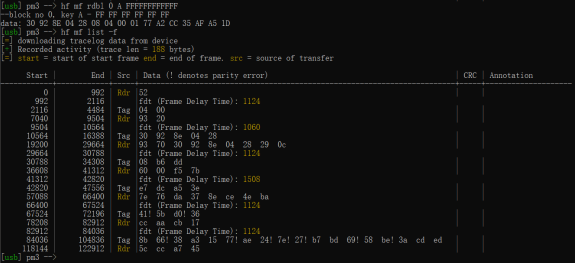 [usb] pm3 --> hf mf rdbl 0 A FFFFFFFFFFFF
--block no 0, key A - FF FF FF FF FF FF
data: 30 92 8E 04 28 08 04 00 01 77 A2 CC 35 AF A5 1D
[usb] pm3 --> hf mf list -f
[=] downloading tracelog data from device
[+] Recorded activity (trace len = 188 bytes)
[=] start = start of start frame end = end of frame. src = source of transfer
Start | End | Src | Data (! denotes parity error) | CRC | Annotation
0 | 992 | Rdr |52
992 | 2116 | |fdt (Frame Delay Time): 1124
2116 | 4484 | Tag |04 00
7040 | 9504 | Rdr |93 20
9504 | 10564 | |fdt (Frame Delay Time): 1060
10564 | 16388 | Tag |30 92 8e 04 28
19200 | 29664 | Rdr |93 70 30 92 8e 04 28 29 0c
29664 | 30788 | |fdt (Frame Delay Time): 1124
30788 | 34308 | Tag |08 b6 dd
36608 | 41312 | Rdr |60 00 f5 7b
41312 | 42820 | |fdt (Frame Delay Time): 1508
42820 | 47556 | Tag |e7 dc a5 3e
57088 | 66400 | Rdr |7e 76 da 37 8e ce 4e ba
66400 | 67524 | |fdt (Frame Delay Time): 1124
67524 | 72196 | Tag |41! 5b d0! 36
78208 | 82912 | Rdr |cc aa cb 17
82912 | 84036 | |fdt (Frame Delay Time): 1124
84036 | 104836 | Tag |8b 66! 38 a3 15 77! ae 24! 7e! 27! b7 bd 69! 58 be! 3a cd ed
118144 | 122912 | Rdr |5c cc a7 45
[usb] pm3 -->